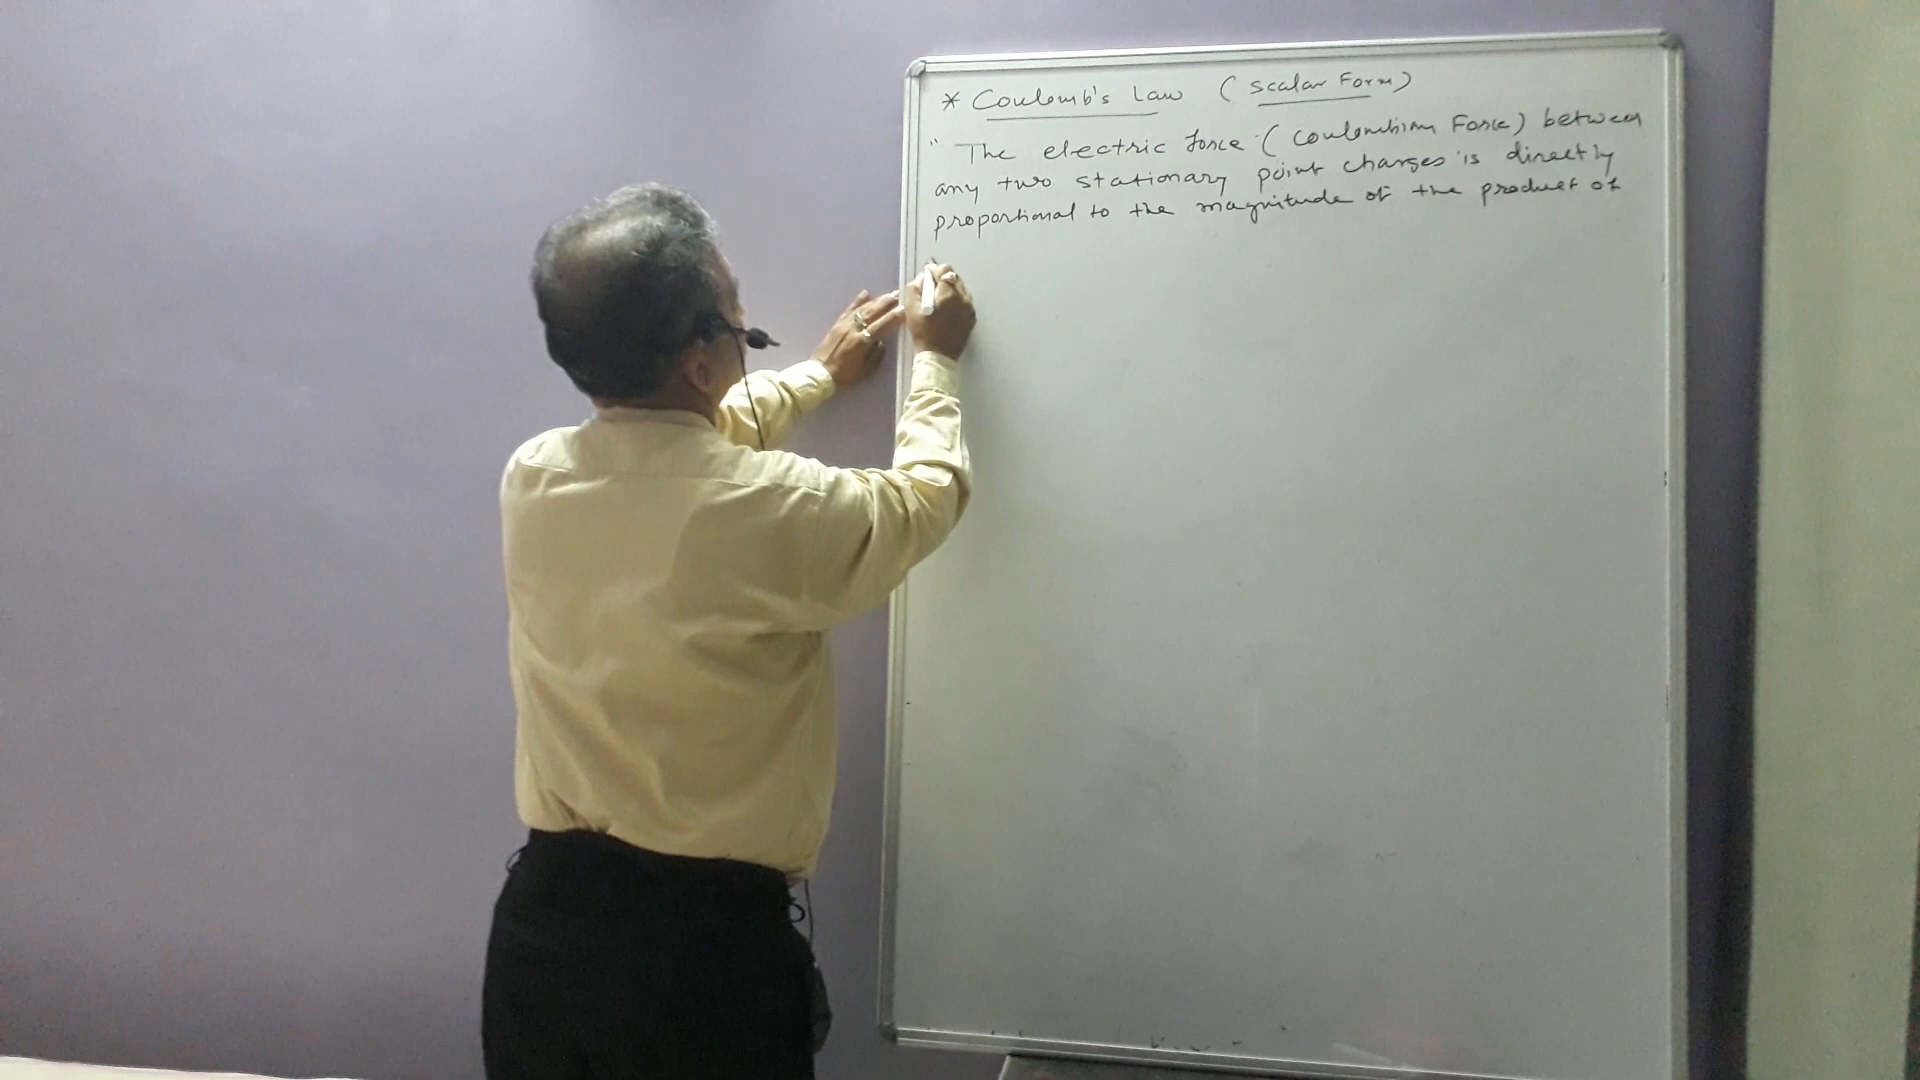 * Coulomb's Law (Scalar Form)
" The electric force (Coulombian Force) between
any two stationary point charges is directly
proportional to the magnitude of the product of